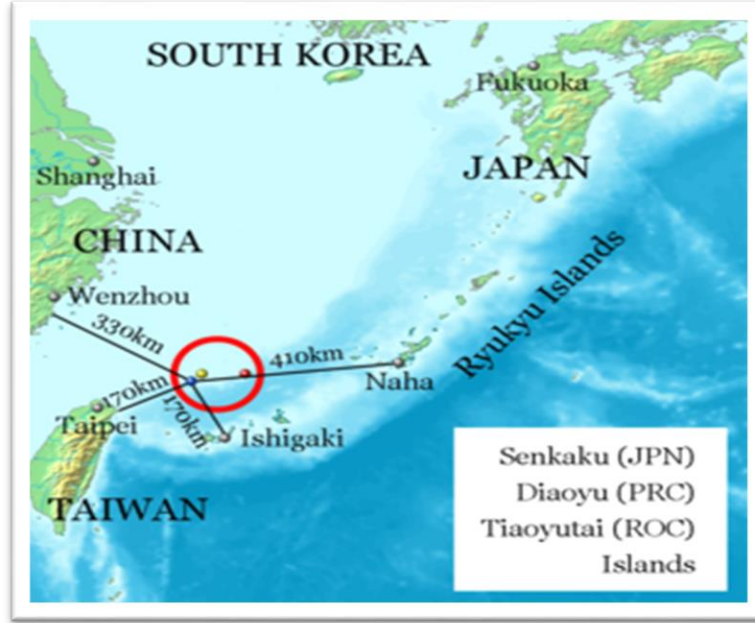 SOUTH KOREA
Fukuoka
JAPAN
Shanghai
CHINA
Wenzhou
330km
410km
Ryukyu Islands
Naha
170km
170km
Taipei
Ishigaki
TAIWAN
Senkaku (JPN)
Diaoyu (PRC)
Tiaoyutai (ROC)
Islands